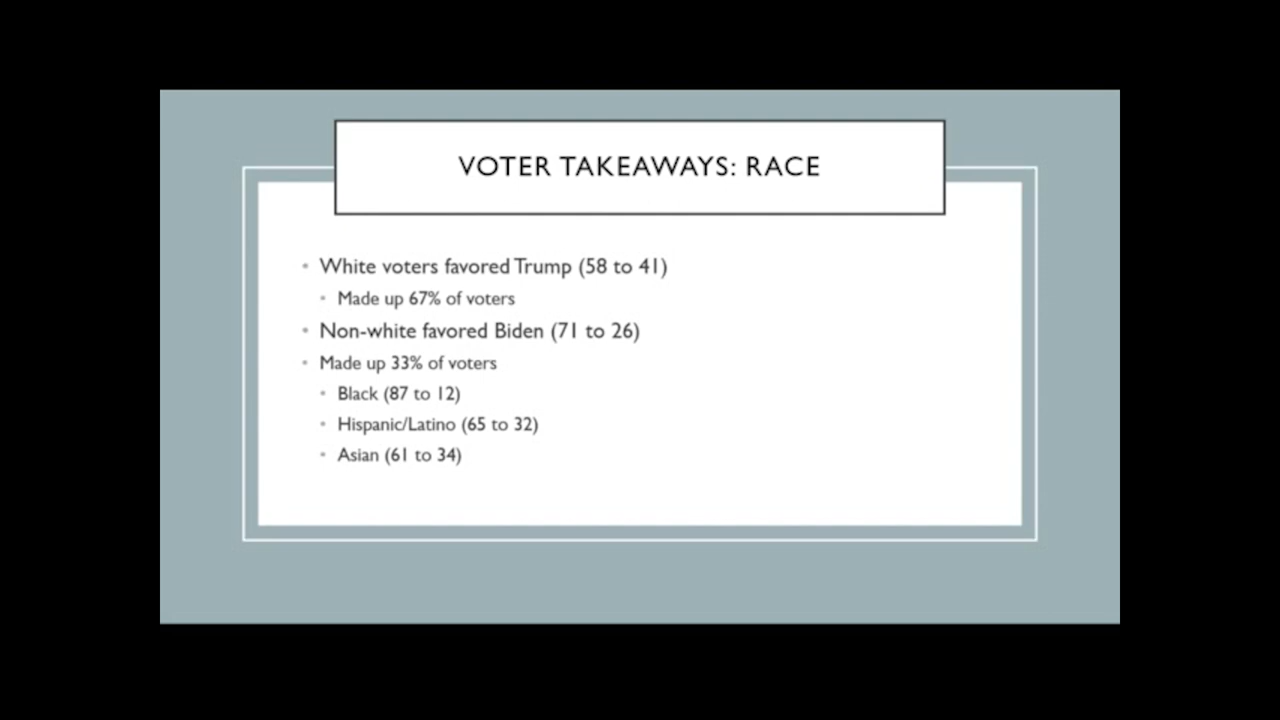 VOTER TAKEAWAYS: RACE
• White voters favored Trump (58 to 41)
• Made up 67% of voters
• Non-white favored Biden (71 to 26)
• Made up 33% of voters
• Black (87 to 12)
• Hispanic/Latino (65 to 32)
• Asian (61 to 34)